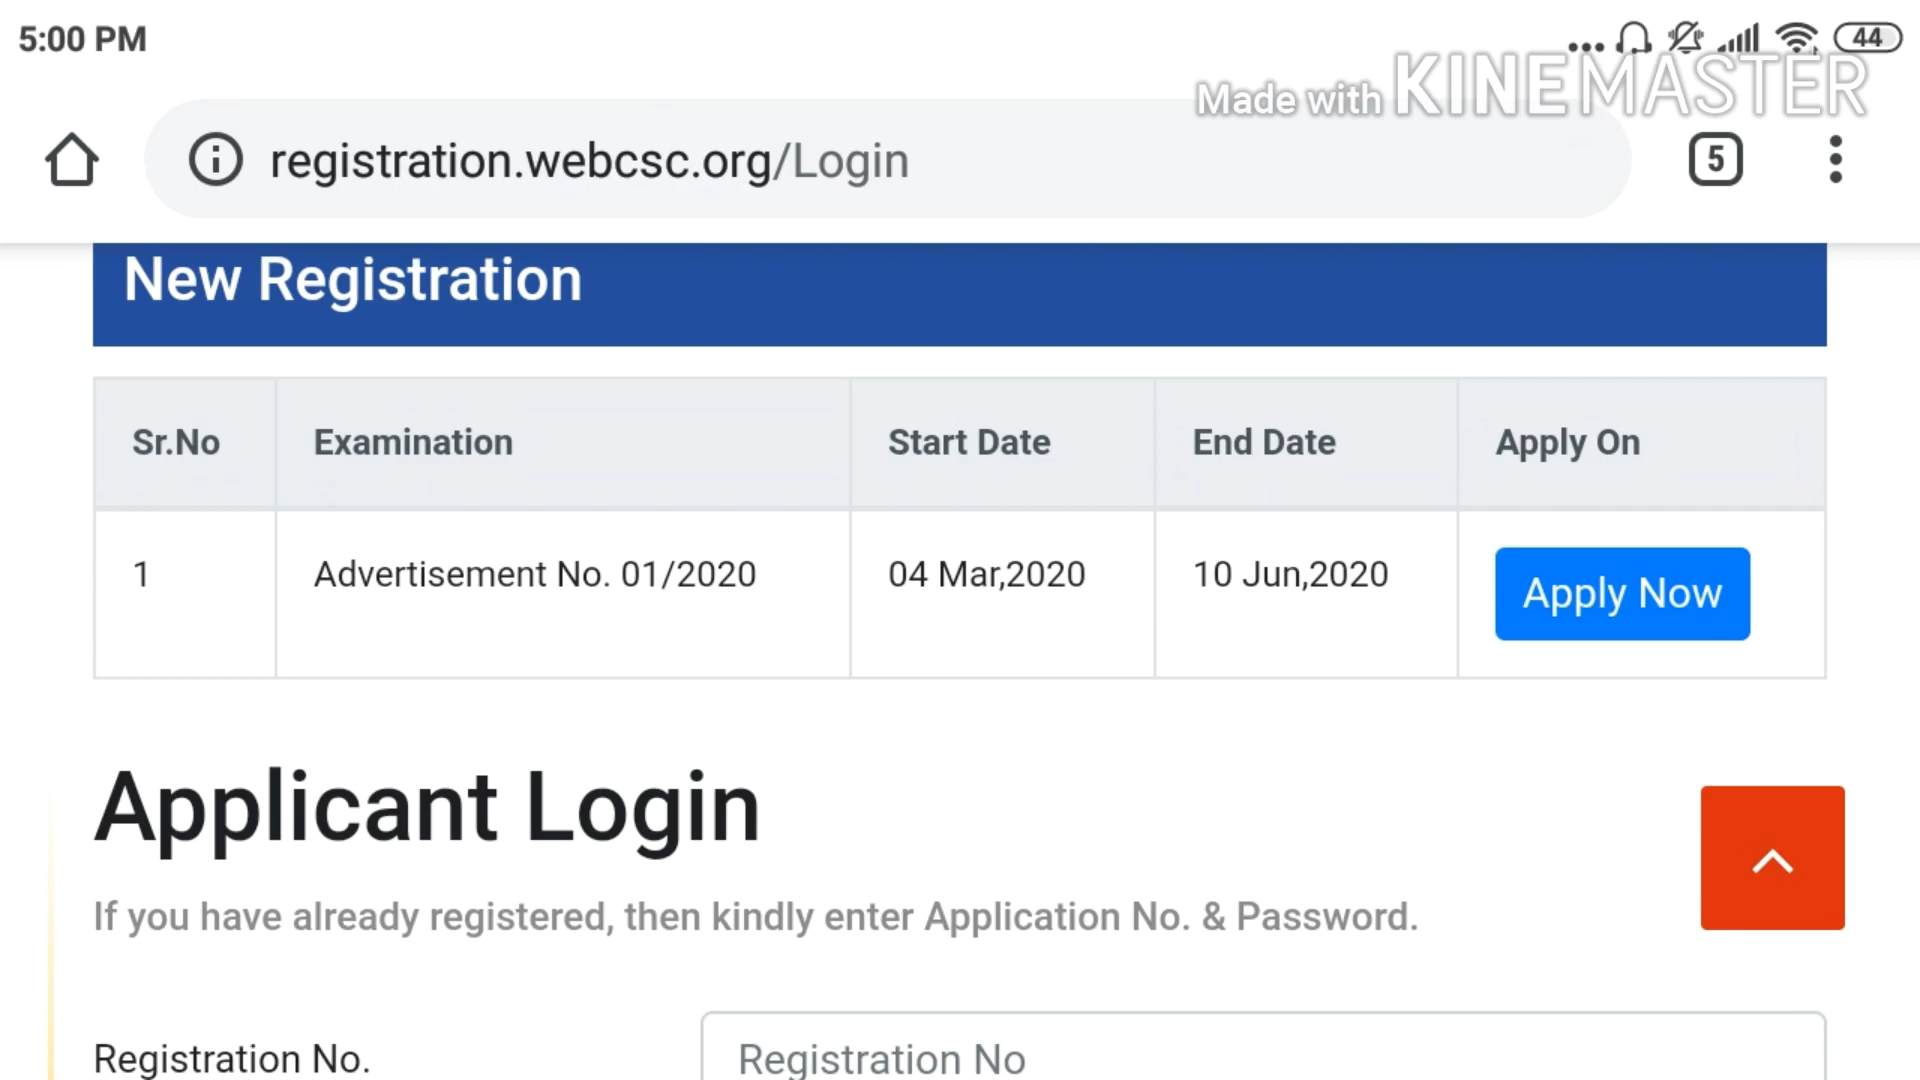 5:00 PM
44
Made with KINEMASTER
registration.webcsc.org/Login
5
New Registration
Sr.No Examination Start Date End Date Apply On
1 Advertisement No. 01/2020 04 Mar,2020 10 Jun,2020 Apply Now
Applicant Login
If you have already registered, then kindly enter Application No. & Password.
Registration No. Registration No